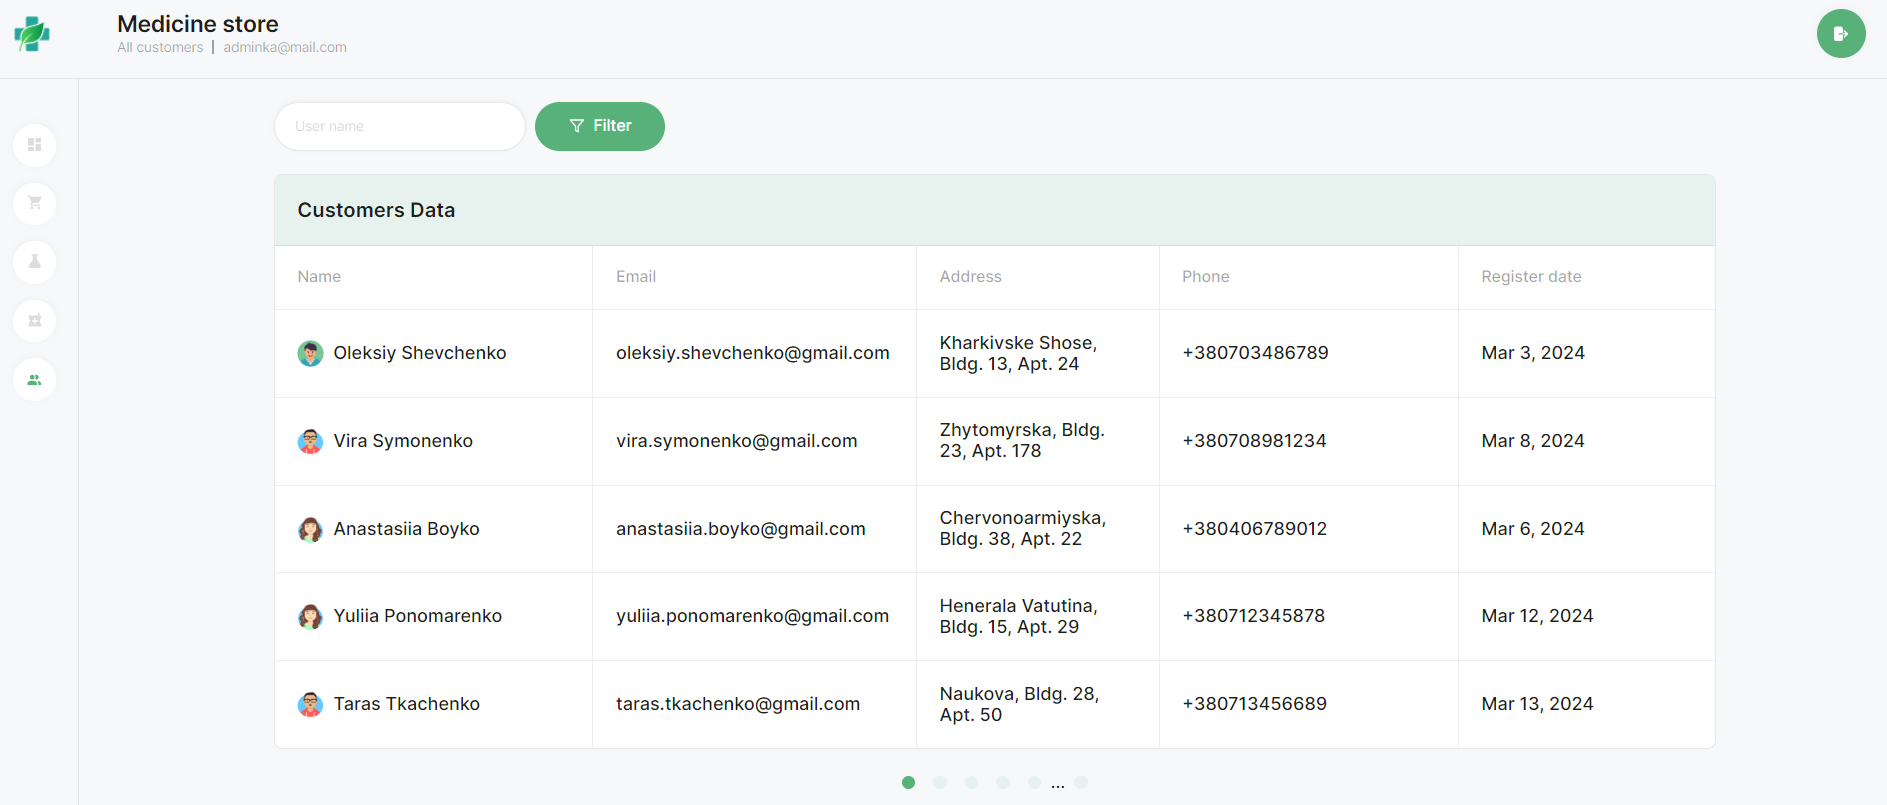 Medicine store
All customers | adminka@mail.com
User name
Filter
Customers Data
Name Email Address Phone Register date
Oleksiy Shevchenko oleksiy.shevchenko@gmail.com Kharkivske Shose, +380703486789 Mar 3, 2024
Bldg. 13, Apt. 24
Vira Symonenko vira.symonenko@gmail.com Zhytomyrska, Bldg. +380708981234 Mar 8, 2024
23, Apt. 178
Anastasiia Boyko anastasiia.boyko@gmail.com Chervonoarmiyska, +380406789012 Mar 6, 2024
Bldg. 38, Apt. 22
Yuliia Ponomarenko yuliia.ponomarenko@gmail.com Henerala Vatutina, +380712345878 Mar 12, 2024
Bldg. 15, Apt. 29
Taras Tkachenko taras.tkachenko@gmail.com Naukova, Bldg. 28, +380713456689 Mar 13, 2024
Apt. 50
...